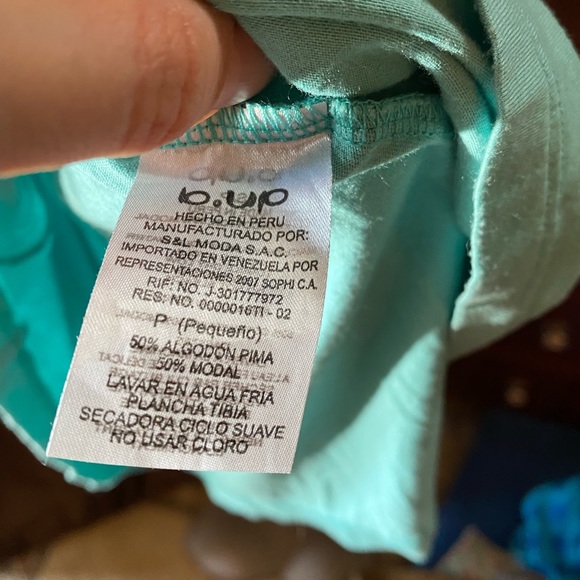 b.up
HECHO EN PERU
MANUFACTURADO POR:
S&L MODA S.A.C.
IMPORTADO EN VENEZUELA POR
REPRESENTACIONES 2007 SOPHI C.A.
RIF: NO. J-301777972
RES: NO. 0000016TI - 02
P (Pequeño)
50% ALGODON PIMA
50% MODAL
LAVAR EN AGUA FRIA
PLANCHA TIBIA
SECADORA CICLO SUAVE
NO USAR CLORO